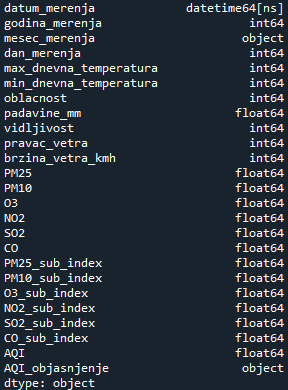 datum_merenja datetime64[ns]
godina_merenja int64
mesec_merenja object
dan_merenja int64
max_dnevna_temperatura int64
min_dnevna_temperatura int64
oblacnost int64
padavine_mm float64
vidljivost int64
pravac_vetra int64
brzina_vetra_kmh int64
PM25 float64
PM10 float64
O3 float64
NO2 float64
SO2 float64
CO float64
PM25_sub_index float64
PM10_sub_index float64
O3_sub_index float64
NO2_sub_index float64
SO2_sub_index float64
CO_sub_index float64
AQI float64
AQI_objasnjenje object
dtype: object